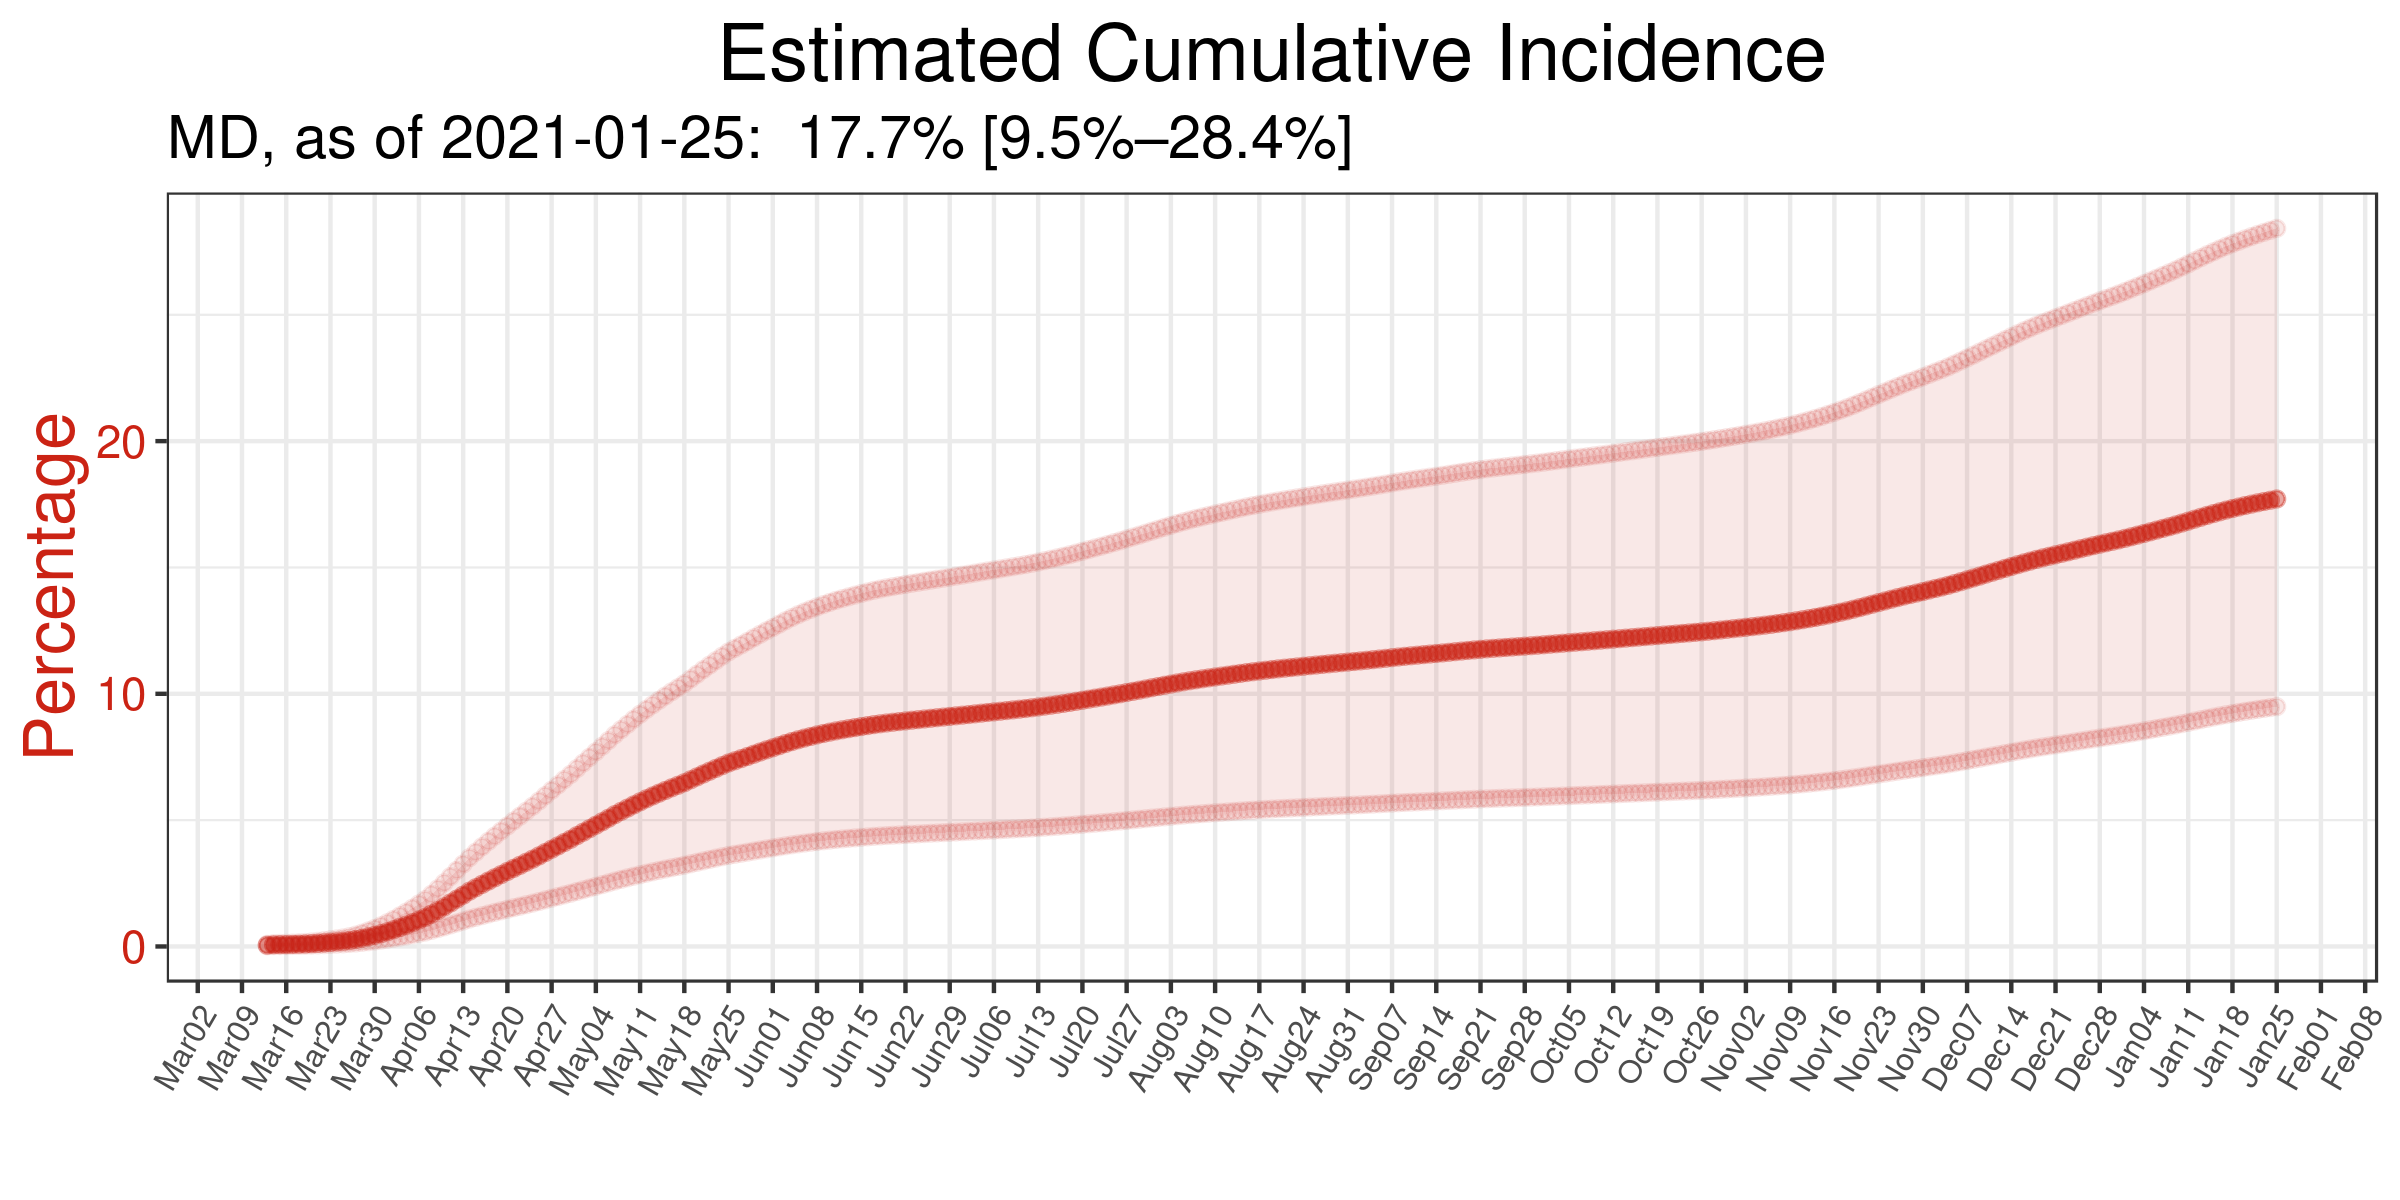 Estimated Cumulative Incidence
MD, as of 2021-01-25:  17.7% [9.5%–28.4%]
Percentage
20
10
0
Mar02 Mar09 Mar16 Mar23 Mar30 Apr06 Apr13 Apr20 Apr27 May04 May11 May18 May25 Jun01 Jun08 Jun15 Jun22 Jun29 Jul06 Jul13 Jul20 Jul27 Aug03 Aug10 Aug17 Aug24 Aug31 Sep07 Sep14 Sep21 Sep28 Oct05 Oct12 Oct19 Oct26 Nov02 Nov09 Nov16 Nov23 Nov30 Dec07 Dec14 Dec21 Dec28 Jan04 Jan11 Jan18 Jan25 Feb01 Feb08